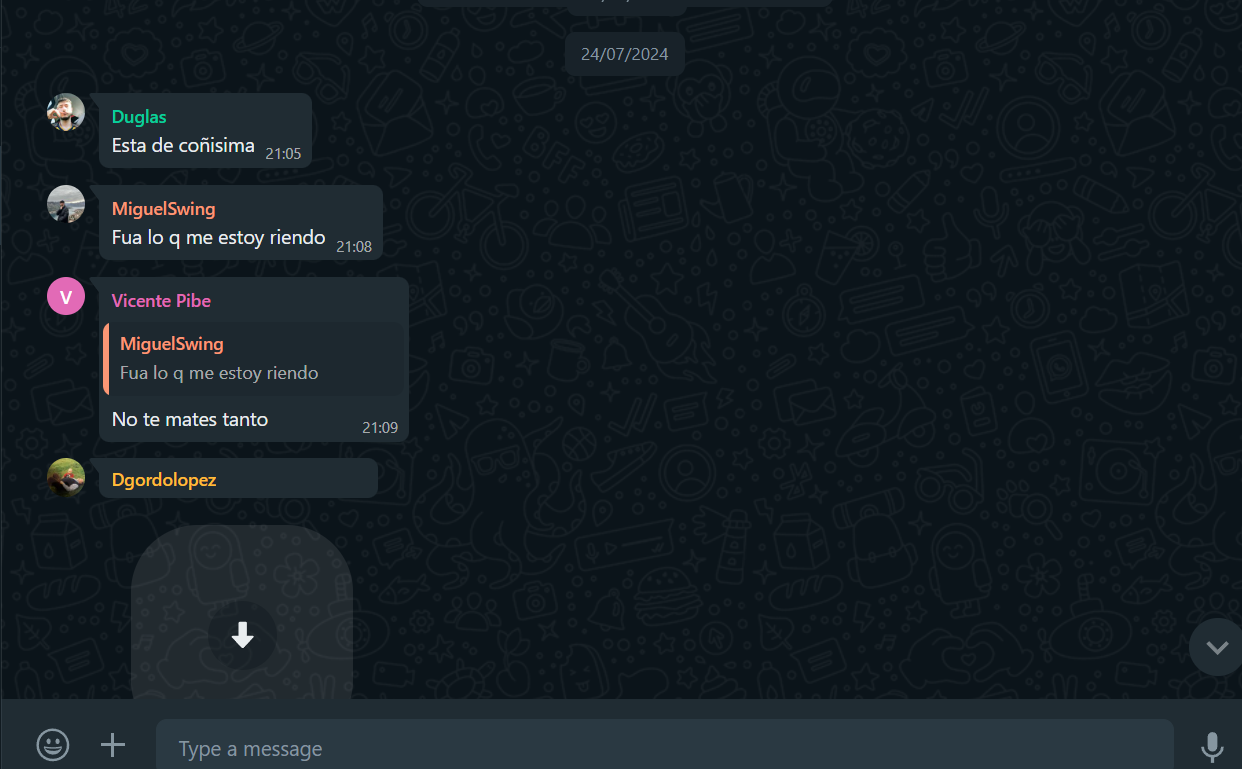 24/07/2024
Duglas
Esta de coñisima 21:05
MiguelSwing
Fua lo q me estoy riendo 21:08
V
Vicente Pibe
MiguelSwing
Fua lo q me estoy riendo
No te mates tanto 21:09
Dgordolopez
Type a message